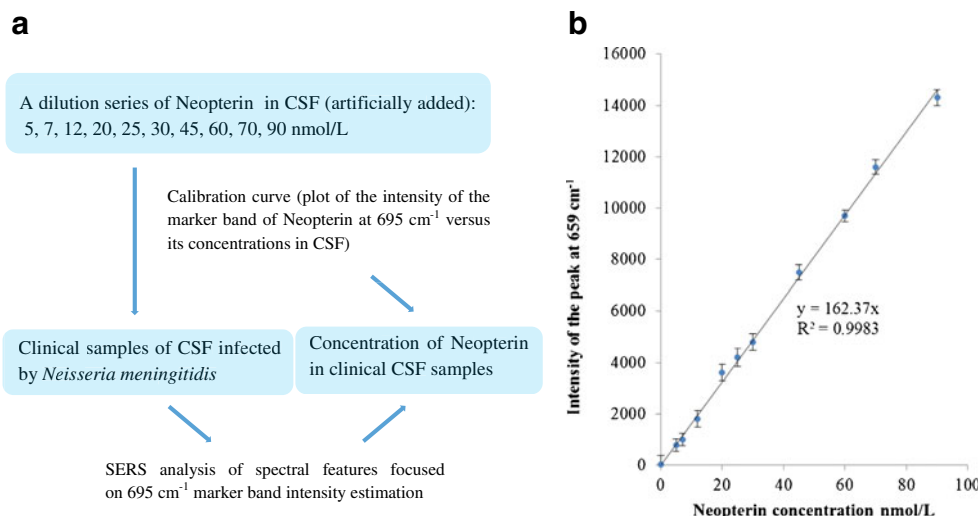 a
A dilution series of Neopterin in CSF (artificially added):
5, 7, 12, 20, 25, 30, 45, 60, 70, 90 nmol/L
Calibration curve (plot of the intensity of the
marker band of Neopterin at 695 cm⁻¹ versus
its concentrations in CSF)
Clinical samples of CSF infected
by Neisseria meningitidis
Concentration of Neopterin
in clinical CSF samples
SERS analysis of spectral features focused
on 695 cm⁻¹ marker band intensity estimation
b
Intensity of the peak at 659 cm⁻¹
16000
14000
12000
10000
8000
6000
4000
2000
0
y = 162.37x
R² = 0.9983
0 20 40 60 80 100
Neopterin concentration nmol/L